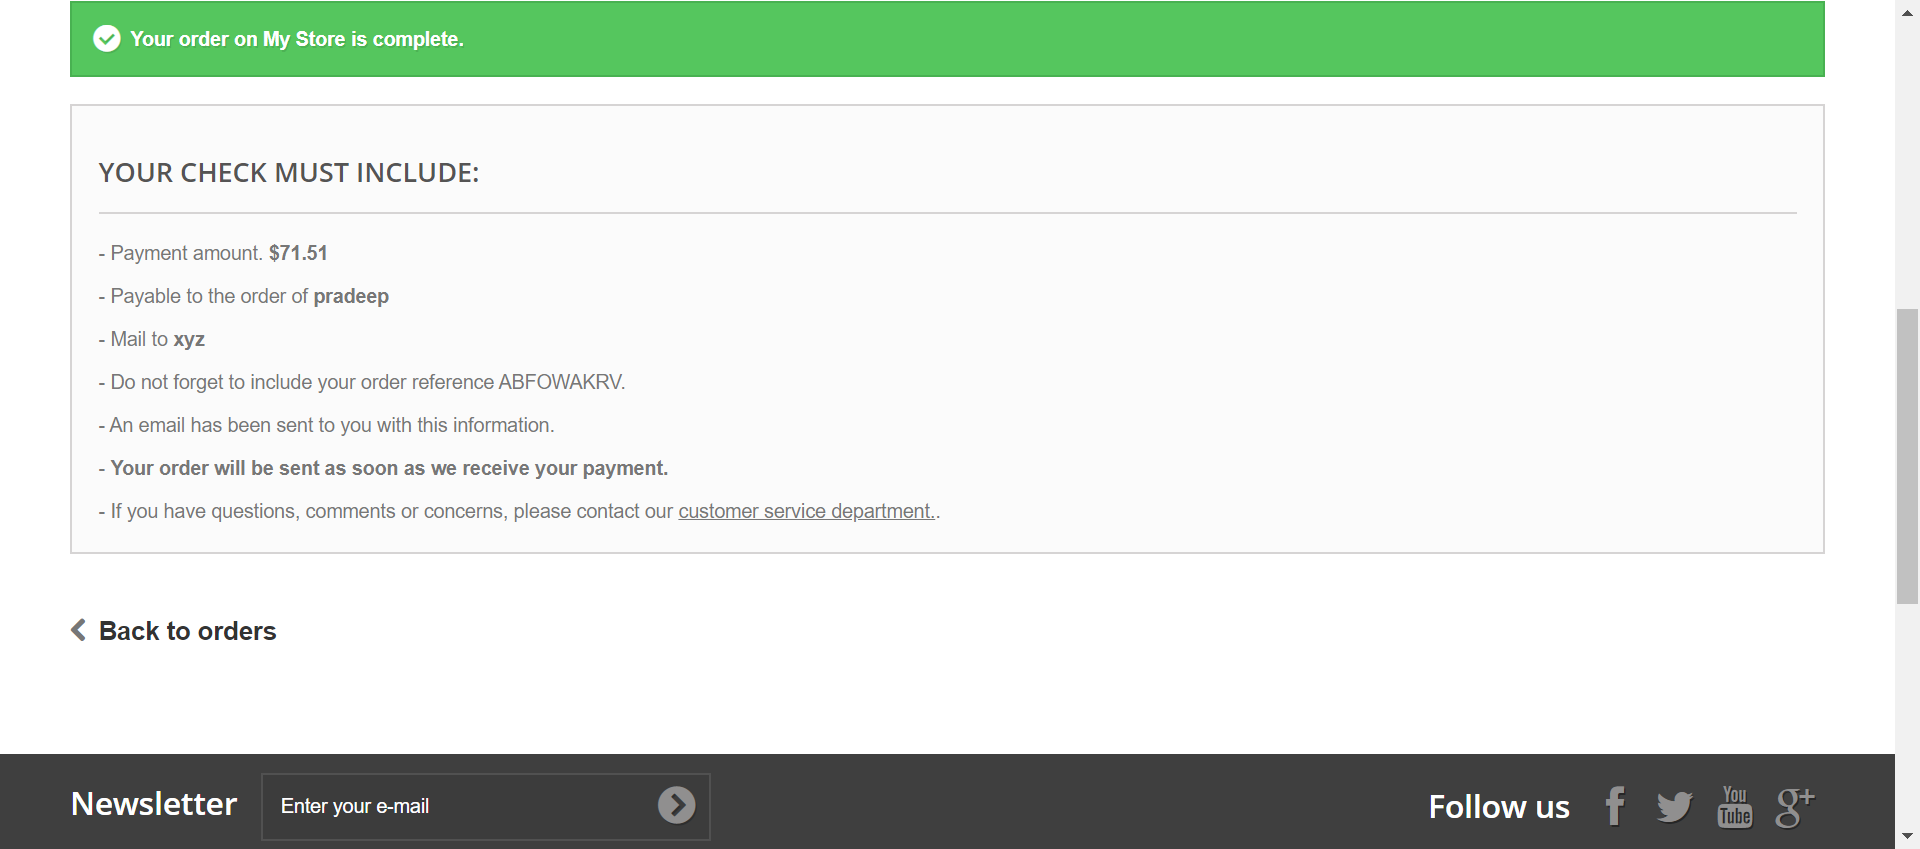 Your order on My Store is complete.
YOUR CHECK MUST INCLUDE:
- Payment amount. $71.51
- Payable to the order of pradeep
- Mail to xyz
- Do not forget to include your order reference ABFOWAKRV.
- An email has been sent to you with this information.
- Your order will be sent as soon as we receive your payment.
- If you have questions, comments or concerns, please contact our customer service department..
Back to orders
Newsletter
Enter your e-mail
Follow us
f
You
Tube
g+